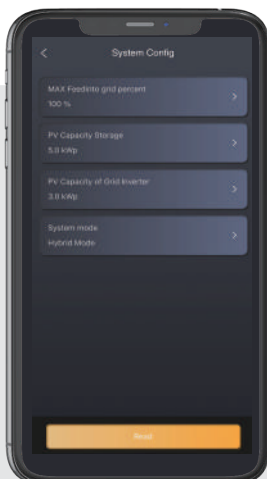 System Config
MAX Feedinto grid percent
100 %
PV Capacity Storage
5.0 kWp
PV Capacity of Grid Inverter
3.0 kWp
System mode
Hybrid Mode
Read